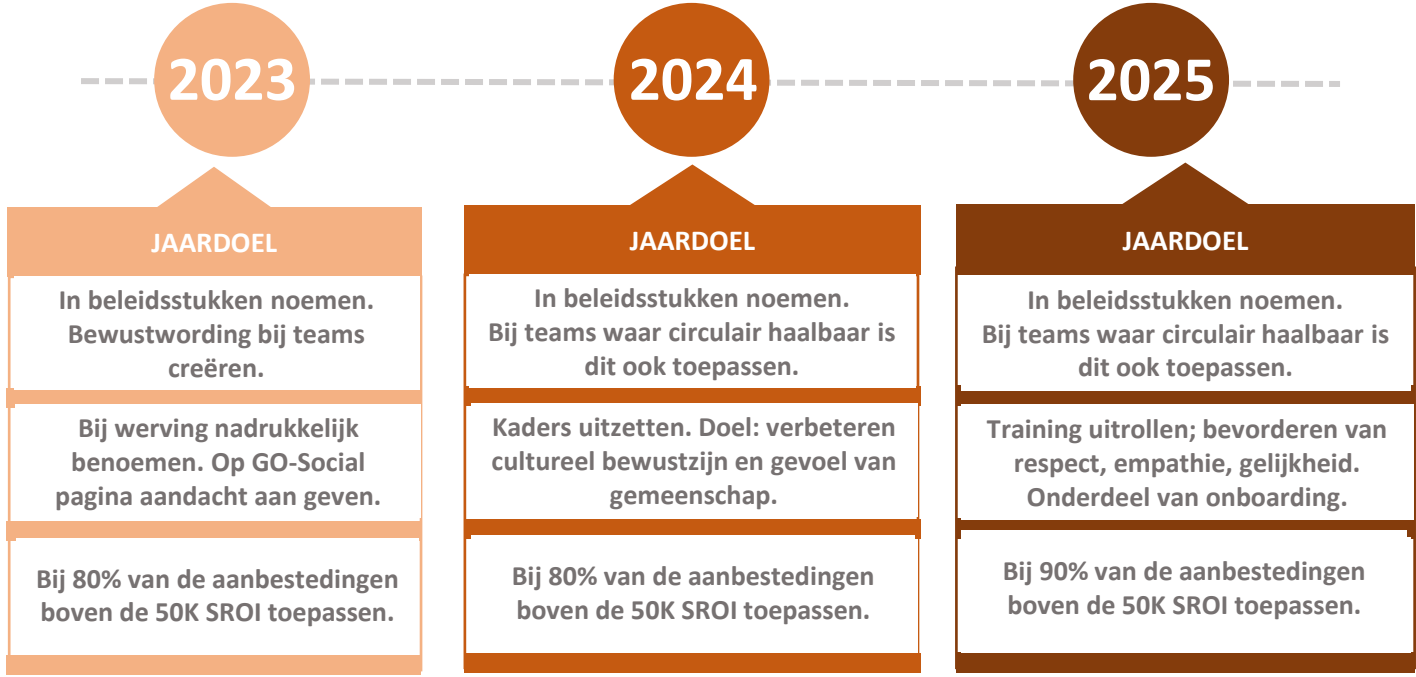 2023
2024
2025
JAARDOEL
In beleidsstukken noemen.
Bewustwording bij teams
creëren.
Bij werving nadrukkelijk
benoemen. Op GO-Social
pagina aandacht aan geven.
Bij 80% van de aanbestedingen
boven de 50K SROI toepassen.
JAARDOEL
In beleidsstukken noemen.
Bij teams waar circulair haalbaar is
dit ook toepassen.
Kaders uitzetten. Doel: verbeteren
cultureel bewustzijn en gevoel van
gemeenschap.
Bij 80% van de aanbestedingen
boven de 50K SROI toepassen.
JAARDOEL
In beleidsstukken noemen.
Bij teams waar circulair haalbaar is
dit ook toepassen.
Training uitrollen; bevorderen van
respect, empathie, gelijkheid.
Onderdeel van onboarding.
Bij 90% van de aanbestedingen
boven de 50K SROI toepassen.